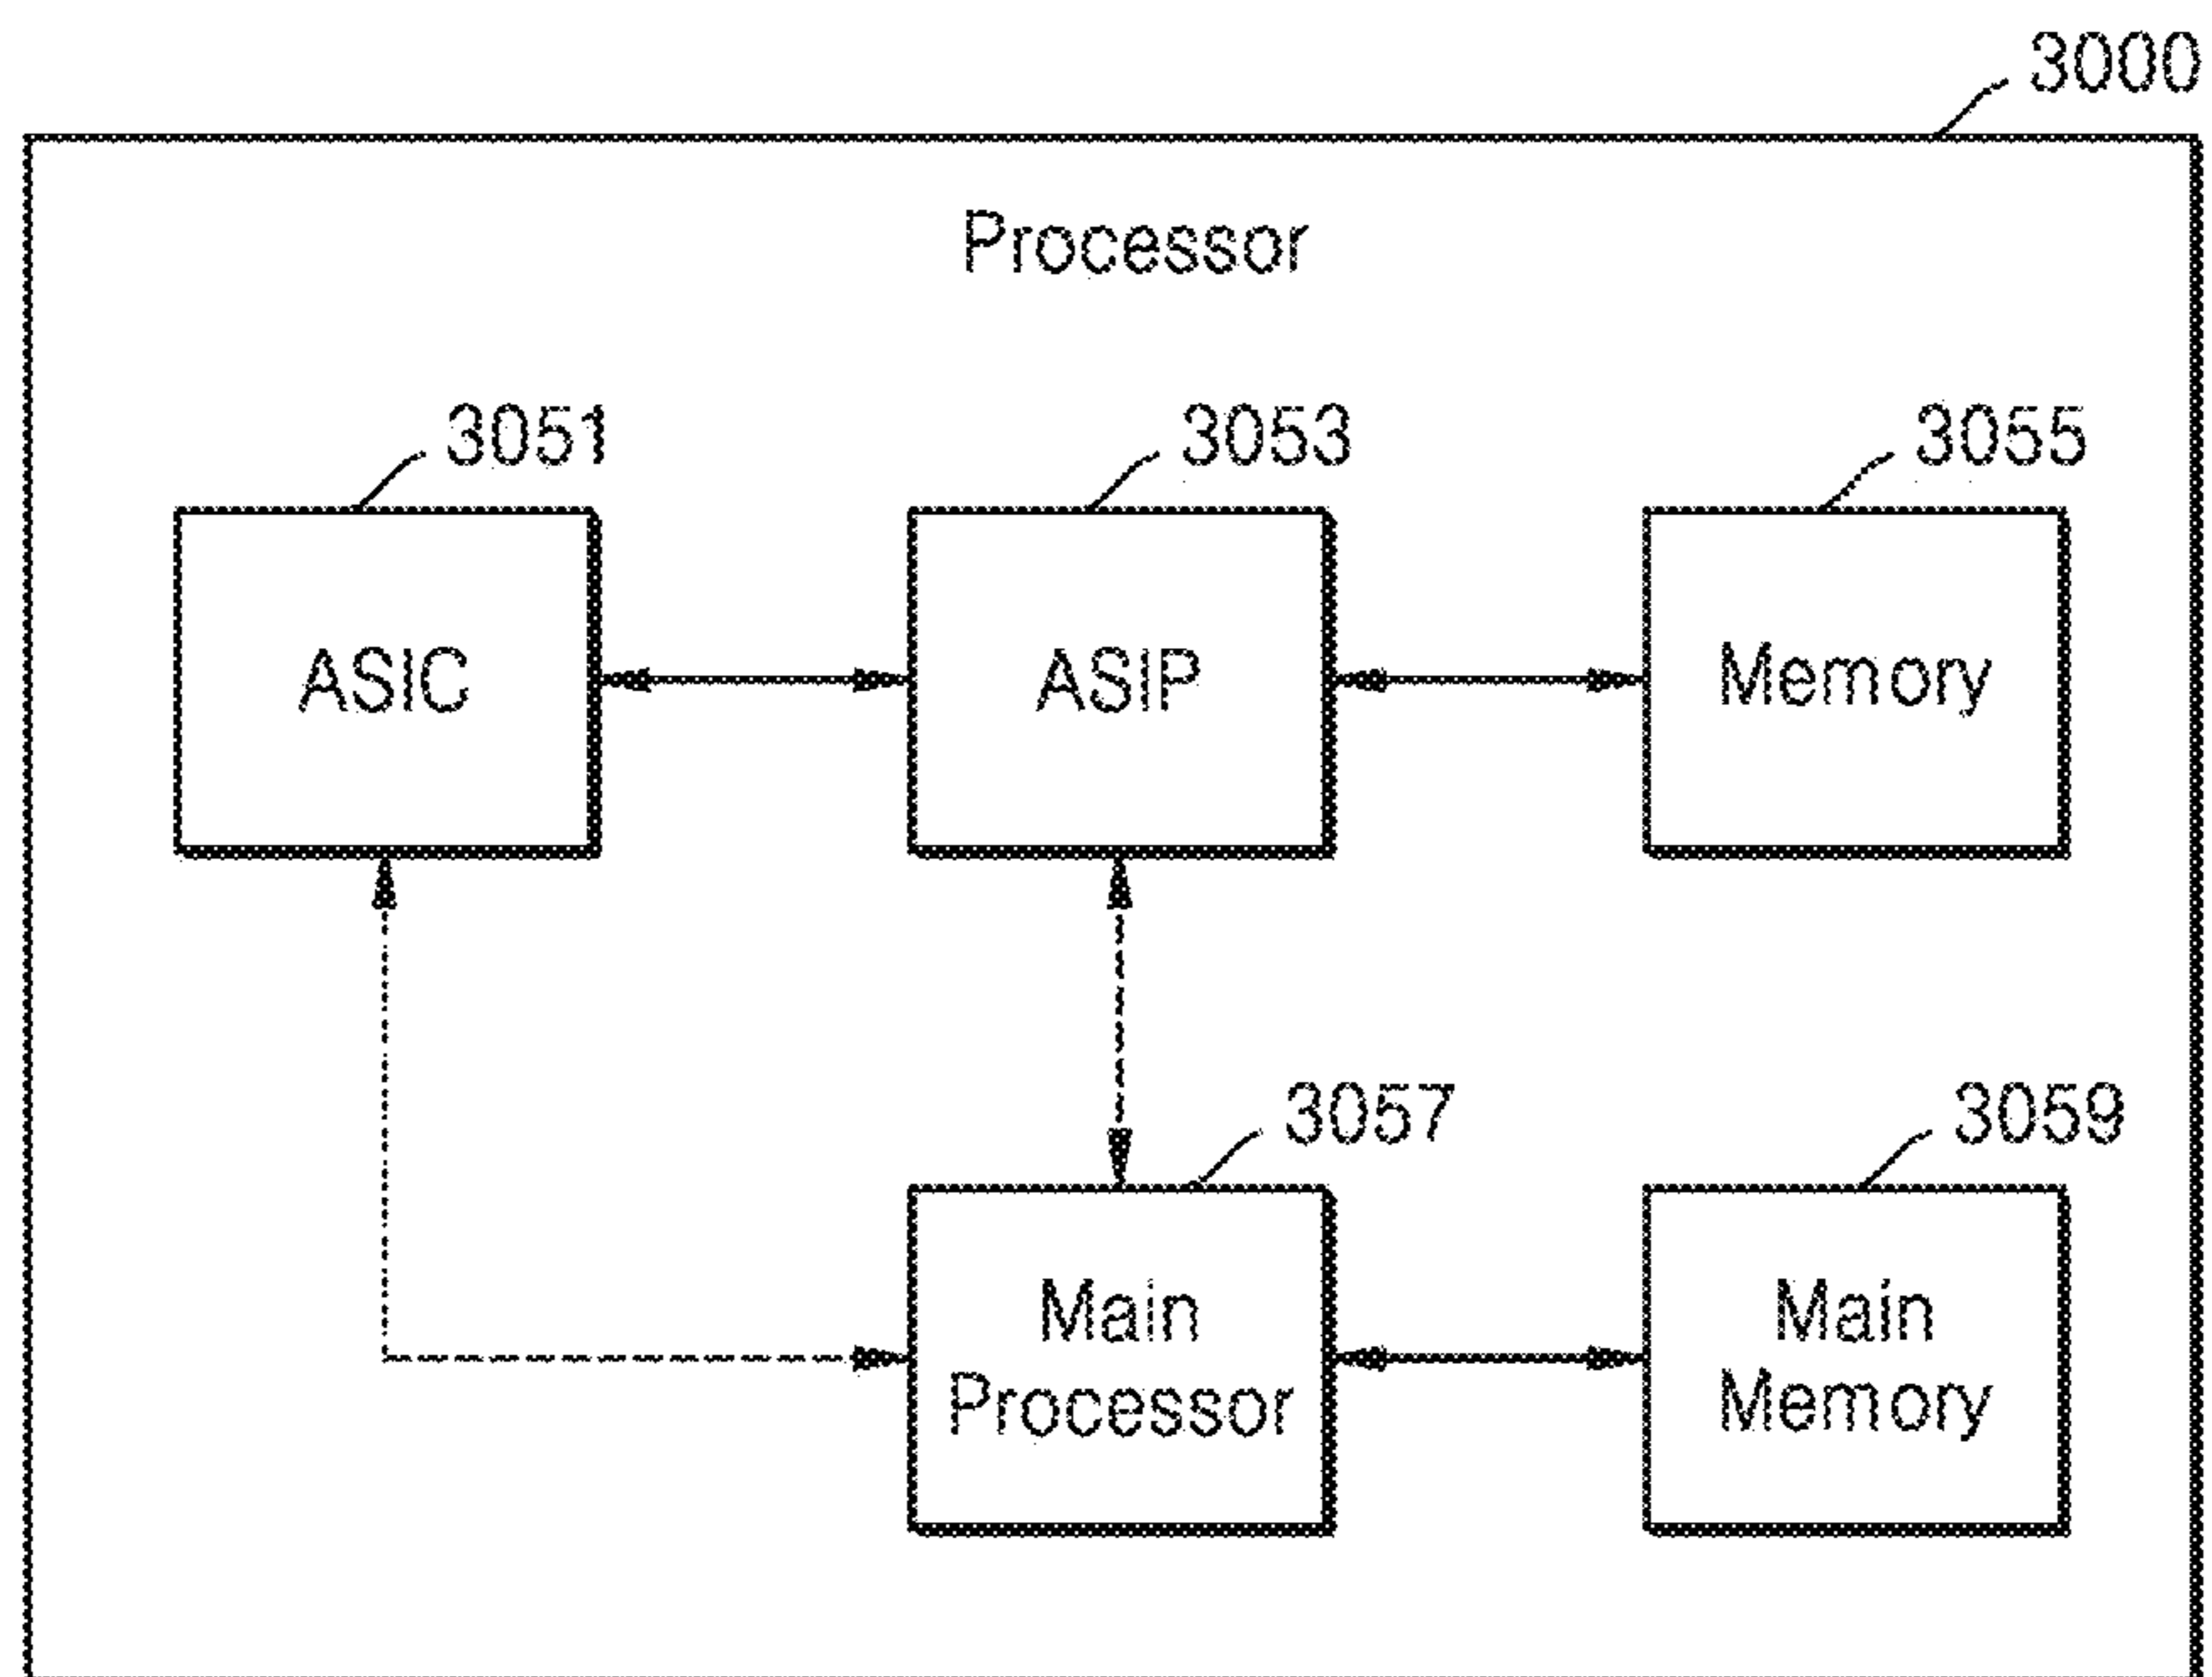 3000
Processor
3051
3053
3055
ASIC
ASIP
Memory
3057
3059
Main
Processor
Main
Memory